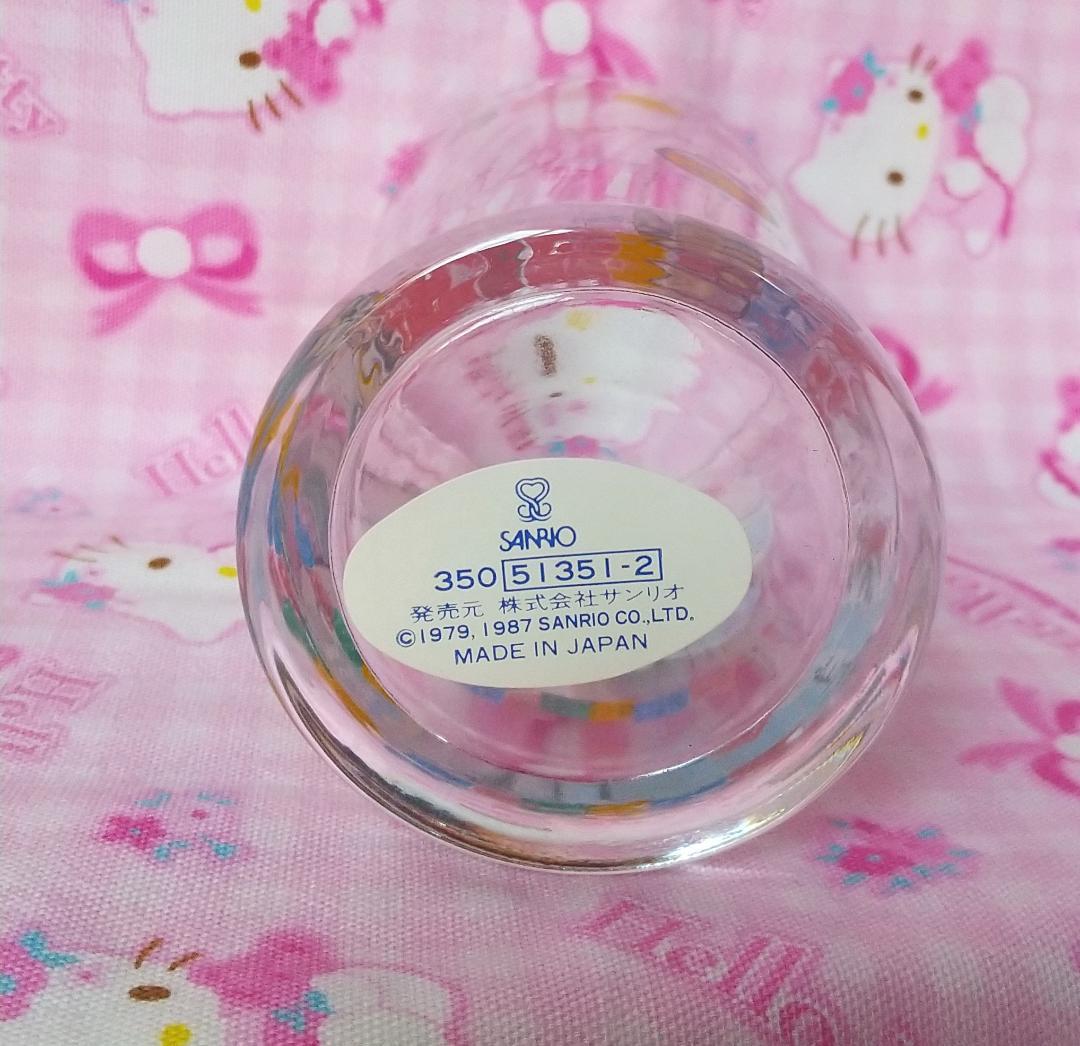 SANRIO
350 51351-2
発売元 株式会社サンリオ
©1979, 1987 SANRIO CO.,LTD.
MADE IN JAPAN
Hello